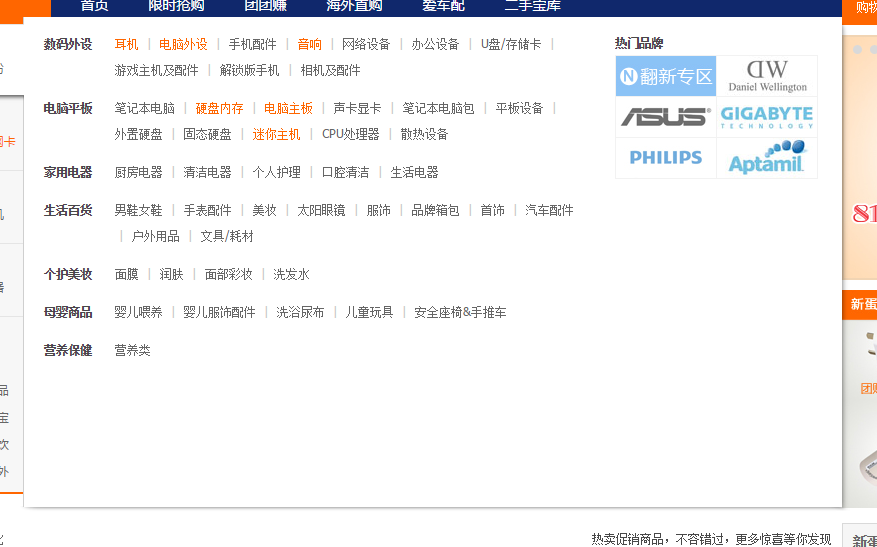 首页 限时抢购 团团赚 海外直购 爱车配 二手宝库
购物
数码外设 耳机 | 电脑外设 | 手机配件 | 音响 | 网络设备 | 办公设备 | U盘/存储卡 |
游戏主机及配件 | 解锁版手机 | 相机及配件
电脑平板 笔记本电脑 | 硬盘内存 | 电脑主板 | 声卡显卡 | 笔记本电脑包 | 平板设备 |
外置硬盘 | 固态硬盘 | 迷你主机 | CPU处理器 | 散热设备
家用电器 厨房电器 | 清洁电器 | 个人护理 | 口腔清洁 | 生活电器
生活百货 男鞋女鞋 | 手表配件 | 美妆 | 太阳眼镜 | 服饰 | 品牌箱包 | 首饰 | 汽车配件
| 户外用品 | 文具/耗材
个护美妆 面膜 | 润肤 | 面部彩妆 | 洗发水
母婴商品 婴儿喂养 | 婴儿服饰配件 | 洗浴尿布 | 儿童玩具 | 安全座椅&手推车
营养保健 营养类
热门品牌
N 翻新专区
DW
Daniel Wellington
ASUS
GIGABYTE
TECHNOLOGY
PHILIPS
Aptamil
卡
品
宝
饮
外
81
新蛋
团购
热卖促销商品，不容错过，更多惊喜等你发现
新蛋